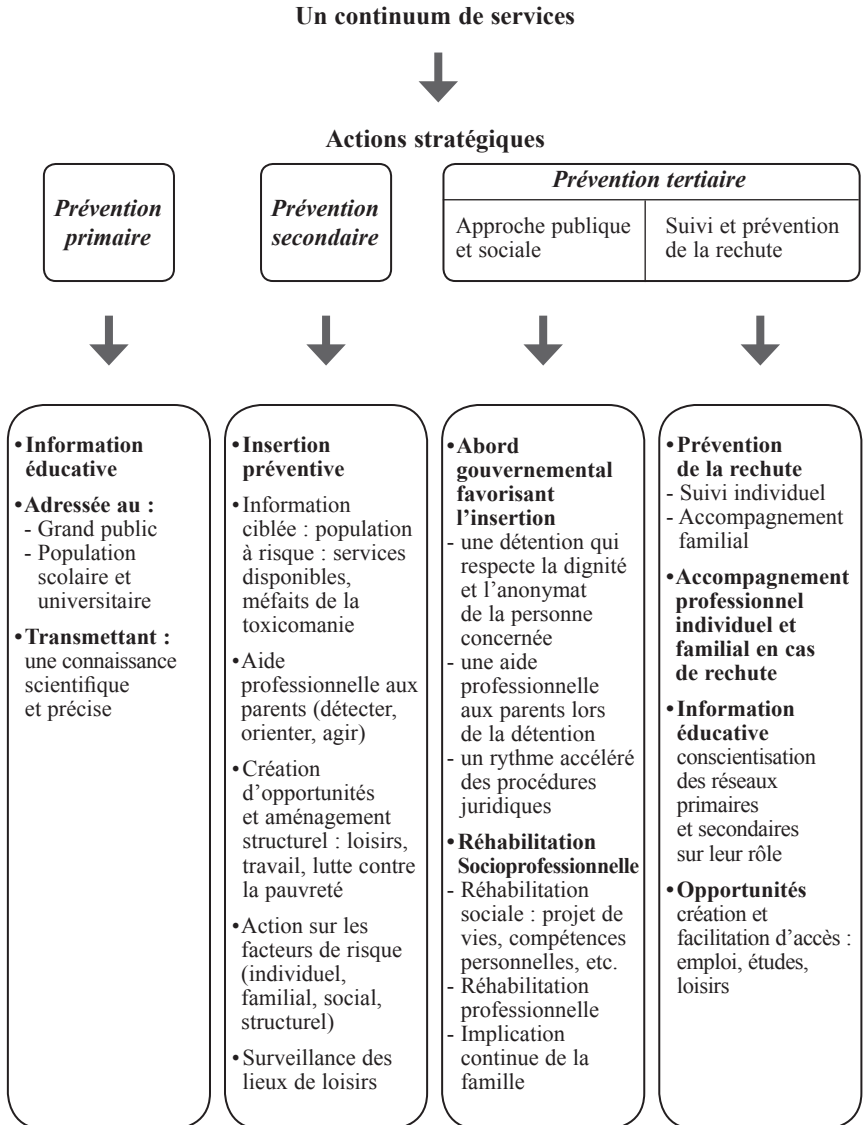 Un continuum de services
Actions stratégiques
Prévention
primaire
Prévention
secondaire
Prévention tertiaire
Approche publique
et sociale
Suivi et prévention
de la rechute
•Information
éducative
•Adressée au :
- Grand public
- Population
scolaire et
universitaire
•Transmettant :
une connaissance
scientifique
et précise
•Insertion
préventive
•Information
ciblée : population
à risque : services
disponibles,
méfaits de la
toxicomanie
•Aide
professionnelle aux
parents (détecter,
orienter, agir)
•Création
d’opportunités
et aménagement
structurel : loisirs,
travail, lutte contre
la pauvreté
•Action sur les
facteurs de risque
(individuel,
familial, social,
structurel)
•Surveillance des
lieux de loisirs
•Abord
gouvernemental
favorisant
l’insertion
- une détention qui
respecte la dignité
et l’anonymat
de la personne
concernée
- une aide
professionnelle
aux parents lors
de la détention
- un rythme accéléré
des procédures
juridiques
•Réhabilitation
Socioprofessionnelle
- Réhabilitation
sociale : projet de
vies, compétences
personnelles, etc.
- Réhabilitation
professionnelle
- Implication
continue de la
famille
•Prévention
de la rechute
- Suivi individuel
- Accompagnement
familial
•Accompagnement
professionnel
individuel et
familial en cas
de rechute
•Information
éducative
conscientisation
des réseaux
primaires
et secondaires
sur leur rôle
•Opportunités
création et
facilitation d’accès :
emploi, études,
loisirs